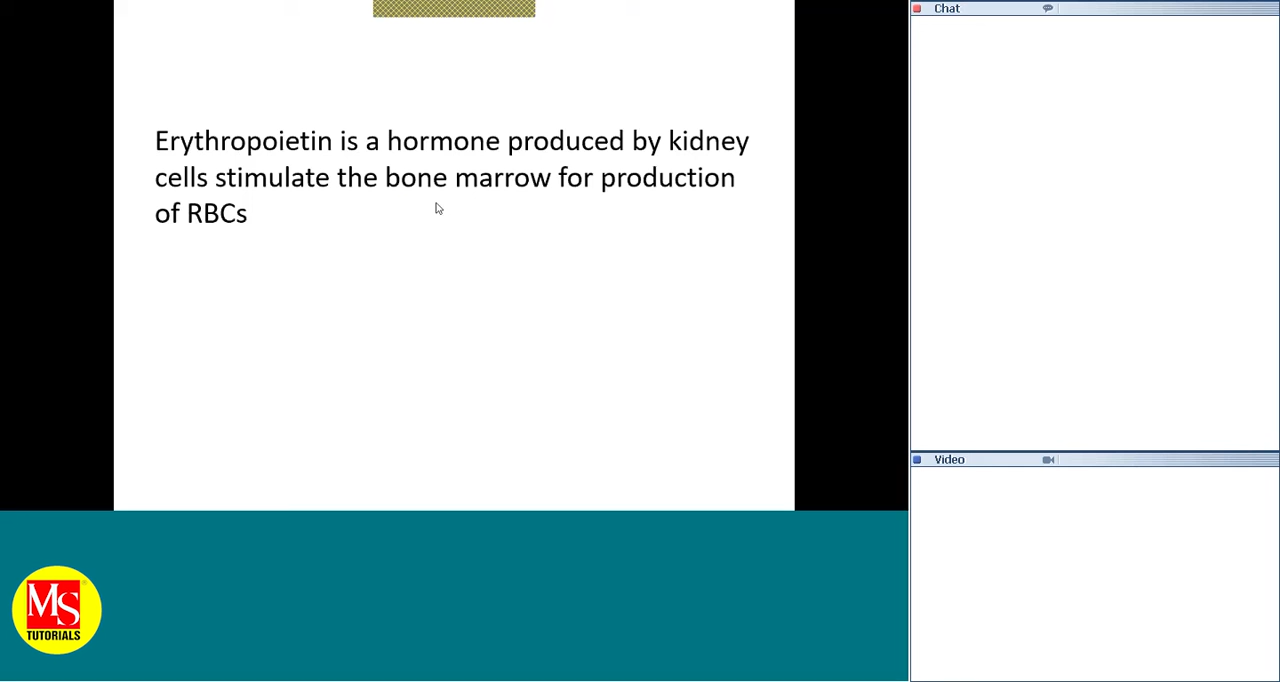 Chat
Erythropoietin is a hormone produced by kidney
cells stimulate the bone marrow for production
of RBCs
Video
MS
TUTORIALS